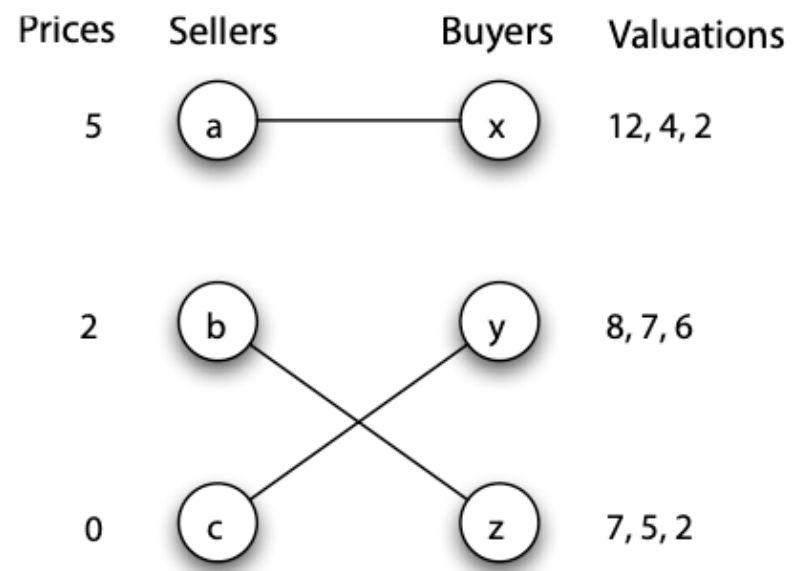 Prices Sellers Buyers Valuations
5 a x 12, 4, 2
2 b y 8, 7, 6
0 c z 7, 5, 2